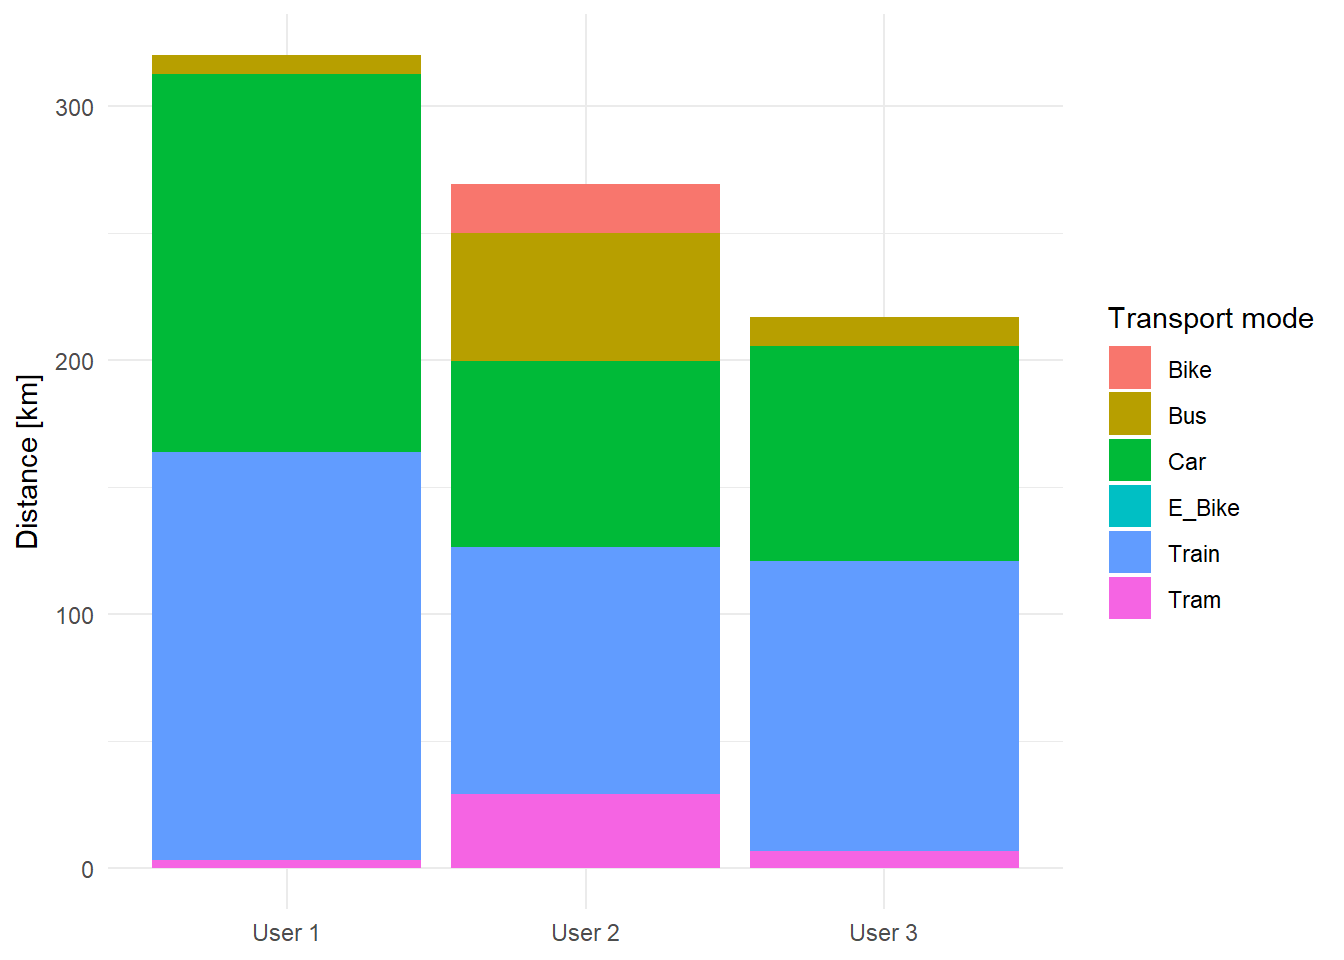 Distance [km]
300
200
100
0
User 1
User 2
User 3
Transport mode
Bike
Bus
Car
E_Bike
Train
Tram